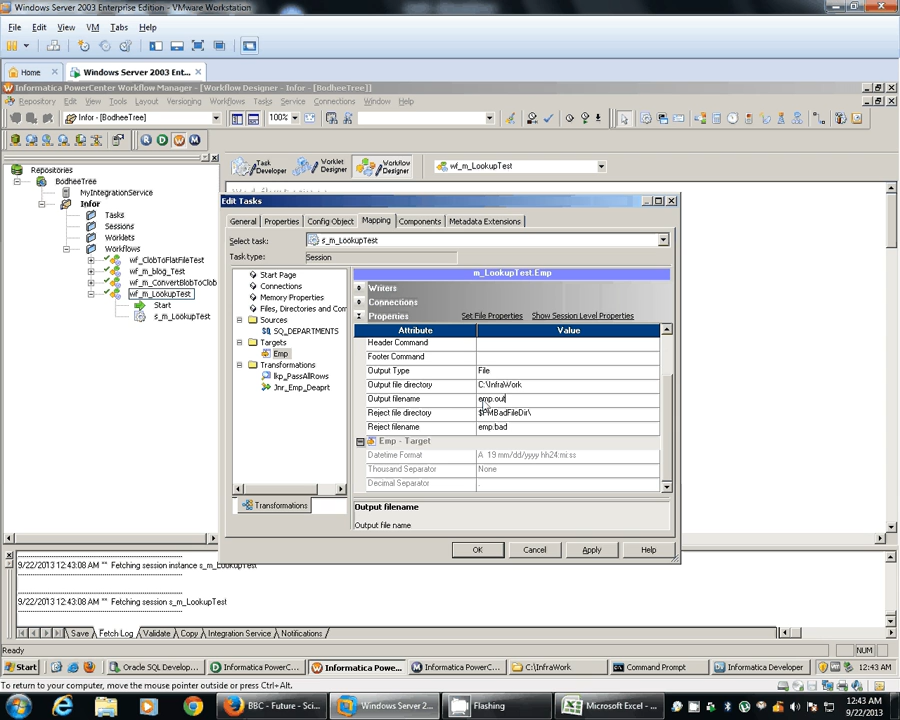 Windows Server 2003 Enterprise Edition - VMware Workstation
File Edit View VM Tabs Help
Home Windows Server 2003 Ent...
Informatica PowerCenter Workflow Manager - [Workflow Designer - Infor - [BodheeTree]
Repository Edit View Tools Layout Versioning Workflows Tasks Service Connections Window Help
Infor - [BodheeTree] 100%
Repositories
BodheeTree
MyIntegrationService
Infor
Tasks
Sessions
Worklets
Workflows
wf_ClobToFlatFileTest
wf_m_blog_Test
wf_m_ConvertBlobToClob
wf_m_LookupTest
Start
s_m_LookupTest
Task Developer
Worklet Designer
Workflow Designer
wf_m_LookupTest
Edit Tasks
General Properties Config Object Mapping Components Metadata Extensions
Select task: s_m_LookupTest
Task type: Session
Start Page
Connections
Memory Properties
Files, Directories and Com
Sources
SQ_DEPARTMENTS
Targets
Emp
Transformations
lkp_PassAllRows
Jnr_Emp_Deaprt
Transformations
m_LookupTest.Emp
Writers
Connections
Properties Set File Properties Show Session Level Properties
Attribute Value
Header Command
Footer Command
Output Type File
Output file directory C:\InfraWork
Output filename emp.out
Reject file directory $PMBadFileDir\
Reject filename emp.bad
Emp - Target
Datetime Format A 19 mm/dd/yyyy hh24:mi:ss
Thousand Separator None
Decimal Separator .
Output filename
Output file name
OK Cancel Apply Help
9/22/2013 12:43:08 AM ** Fetching session instance s_m_LookupTest
9/22/2013 12:43:08 AM ** Fetching session s_m_LookupTest
Save Fetch Log Validate Copy Integration Service Notifications
Ready NUM
Start Oracle SQL Develop... Informatica PowerC... Informatica Powe... Informatica PowerC... C:\InfraWork Command Prompt Informatica Developer 12:43 AM
To return to your computer, move the mouse pointer outside or press Ctrl+Alt.
BBC - Future - Sci... Windows Server 2... Flashing Microsoft Excel - ... 12:43 AM
9/22/2013